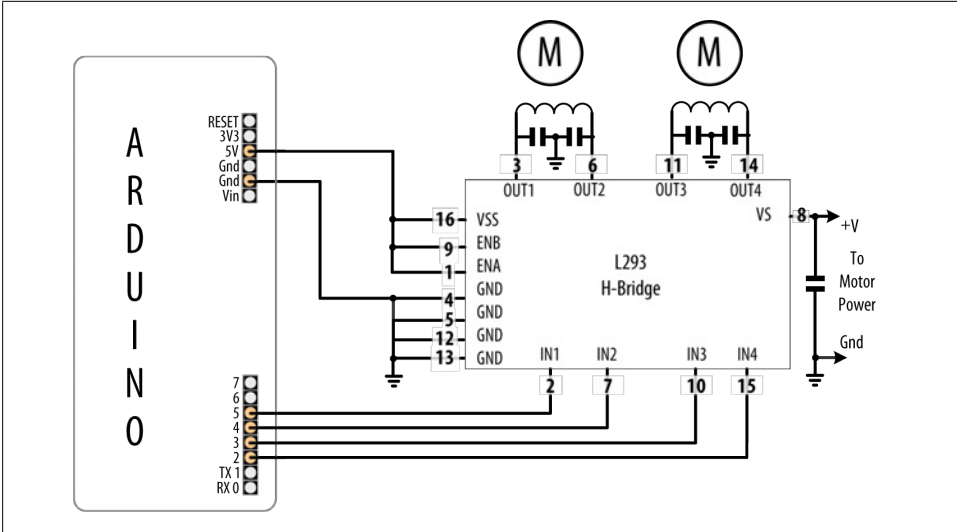 ARDUINO
RESET
3V3
5V
Gnd
Gnd
Vin
7
6
5
4
3
2
TX 1
RX 0
M
M
3
6
11
14
OUT1
OUT2
OUT3
OUT4
16 VSS
9 ENB
1 ENA
4 GND
5 GND
12 GND
13 GND
L293
H-Bridge
VS 8
+V
To
Motor
Power
Gnd
IN1
IN2
IN3
IN4
2
7
10
15